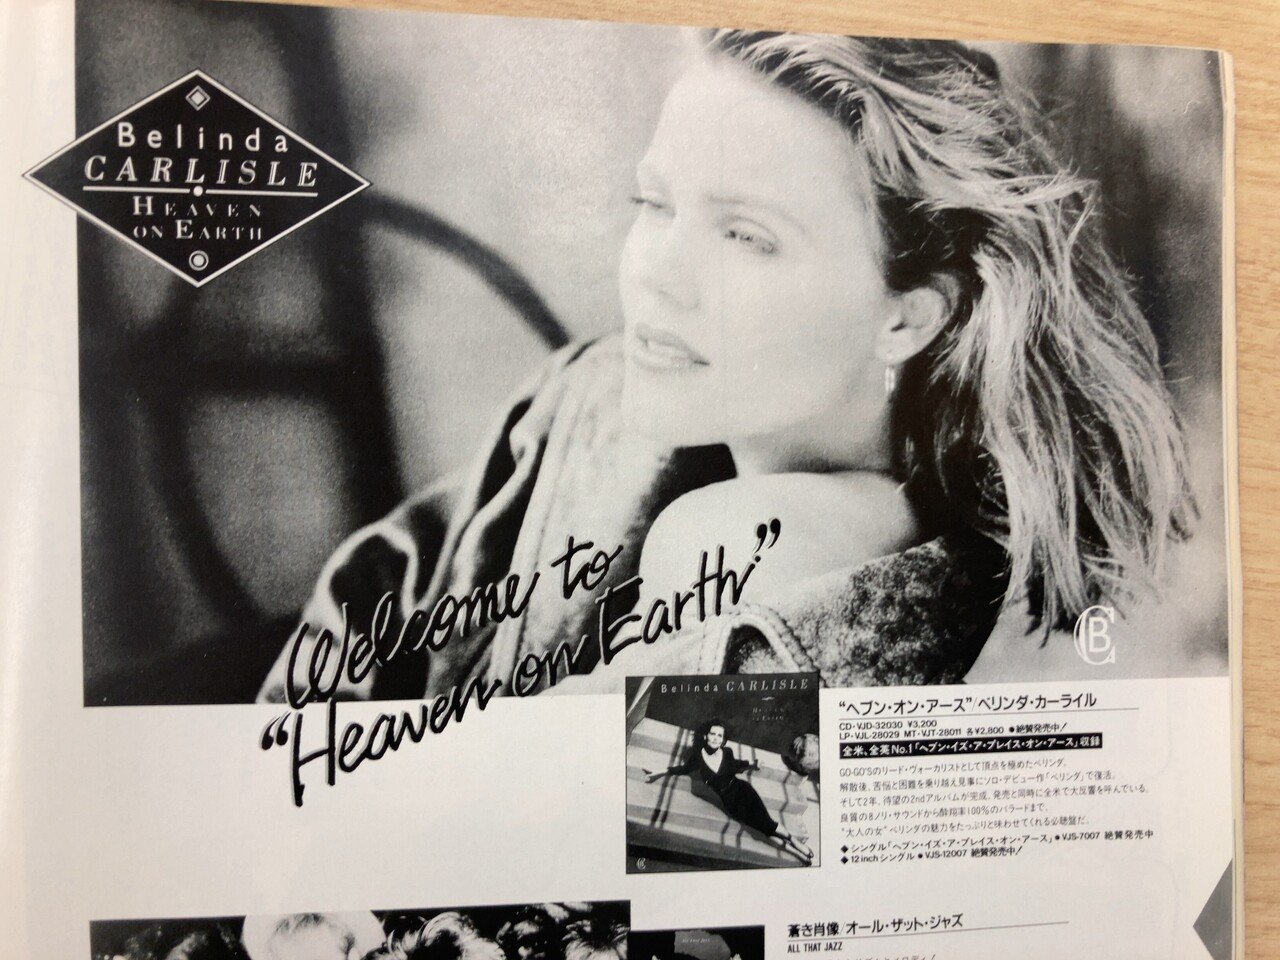 Belinda
CARLISLE
HEAVEN
ON EARTH
Welcome to
“Heaven on Earth”
CB
Belinda CARLISLE
HEAVEN
ON EARTH
“ヘブン・オン・アース”/ベリンダ・カーライル
CD・VJD-32030 ¥3,200
LP・VJL-28029 MT・VJT-28011 各¥2,800 ●絶賛発売中!
全米、全英No.1「ヘブン・イズ・ア・プレイス・オン・アース」収録
GO-GO'Sのリード・ヴォーカリストとして頂点を極めたベリンダ。
解散後、苦悩と困難を乗り越え見事にソロ・デビュー作「ベリンダ」で復活。
そして2年、待望の2ndアルバムが完成。発売と同時に全米で大反響を呼んでいる。
良質の8ノリ・サウンドから酔翔率100%のバラードまで、
“大人の女”ベリンダの魅力をたっぷりと味わせてくれる必聴盤だ。
◆シングル「ヘブン・イズ・ア・プレイス・オン・アース」●VJS-7007 絶賛発売中
◆12inchシングル●VJS-12007 絶賛発売中!
蒼き肖像/オール・ザット・ジャズ
ALL THAT JAZZ